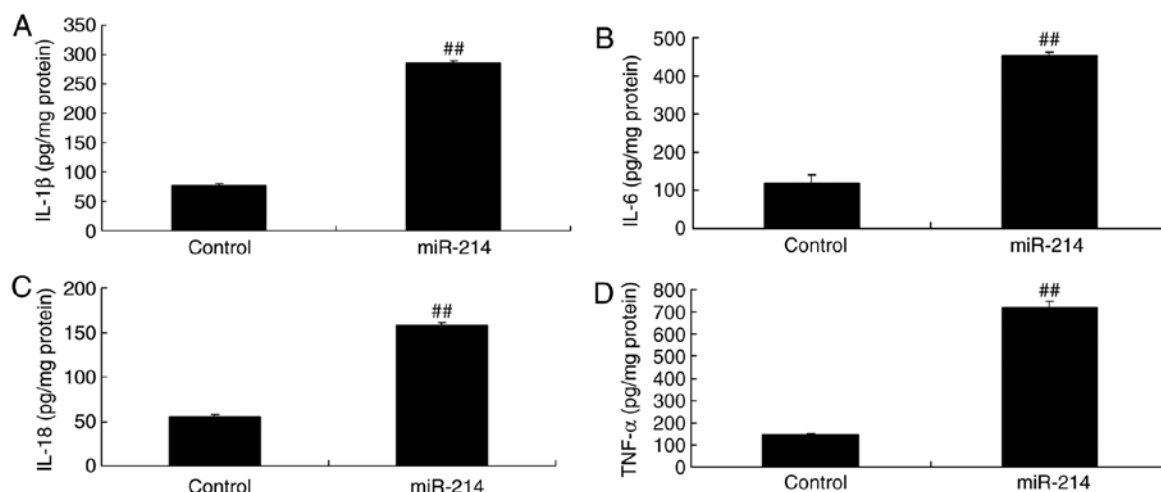 A
IL-1β (pg/mg protein)
350
300
250
200
150
100
50
0
##
Control
miR-214
B
IL-6 (pg/mg protein)
500
400
300
200
100
0
##
Control
miR-214
C
IL-18 (pg/mg protein)
200
150
100
50
0
##
Control
miR-214
D
TNF-α (pg/mg protein)
800
700
600
500
400
300
200
100
0
##
Control
miR-214